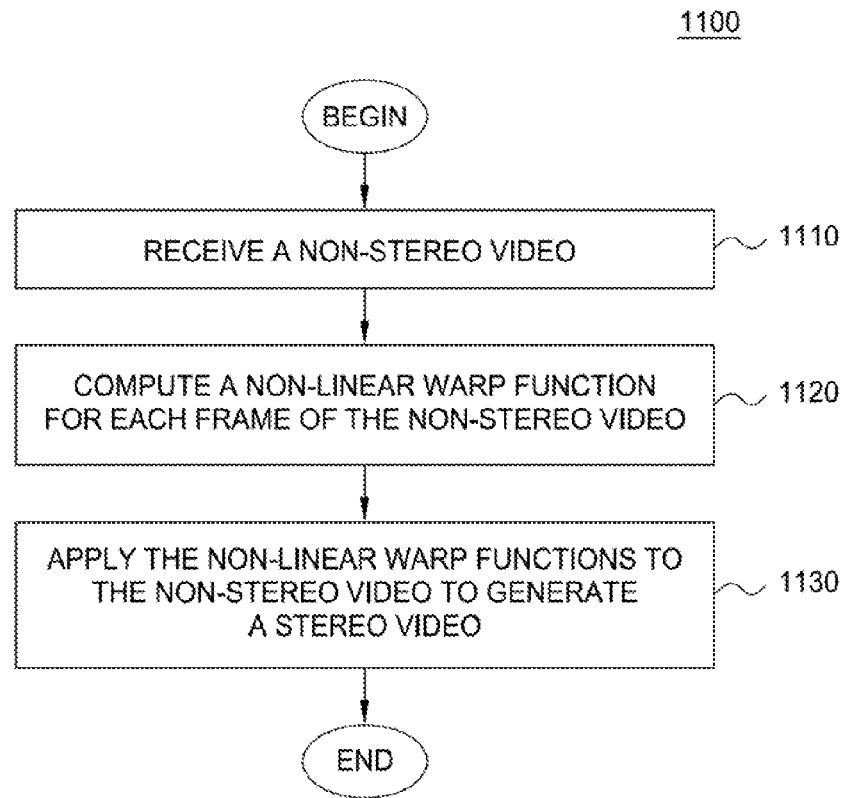 1100
BEGIN
RECEIVE A NON-STEREO VIDEO
1110
COMPUTE A NON-LINEAR WARP FUNCTION
FOR EACH FRAME OF THE NON-STEREO VIDEO
1120
APPLY THE NON-LINEAR WARP FUNCTIONS TO
THE NON-STEREO VIDEO TO GENERATE
A STEREO VIDEO
1130
END